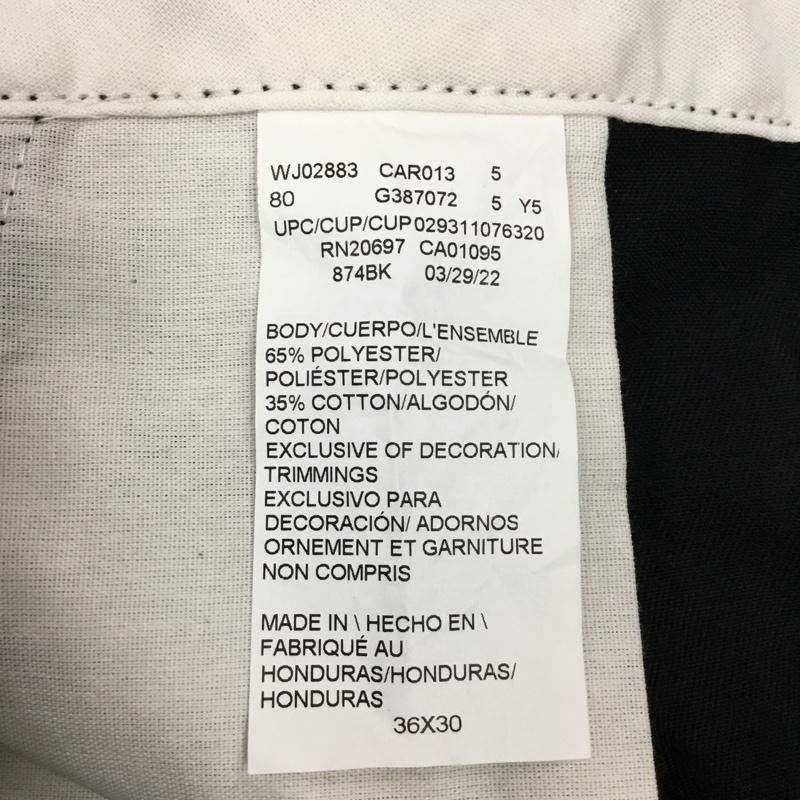 WJ02883 CAR013 5
80 G387072 5 Y5
UPC/CUP/CUP029311076320
RN20697 CA01095
874BK 03/29/22
BODY/CUERPO/L'ENSEMBLE
65% POLYESTER/
POLIÉSTER/POLYESTER
35% COTTON/ALGODÓN/
COTON
EXCLUSIVE OF DECORATION/
TRIMMINGS
EXCLUSIVO PARA
DECORACIÓN/ ADORNOS
ORNEMENT ET GARNITURE
NON COMPRIS
MADE IN \ HECHO EN \
FABRIQUÉ AU
HONDURAS/HONDURAS/
HONDURAS
36X30